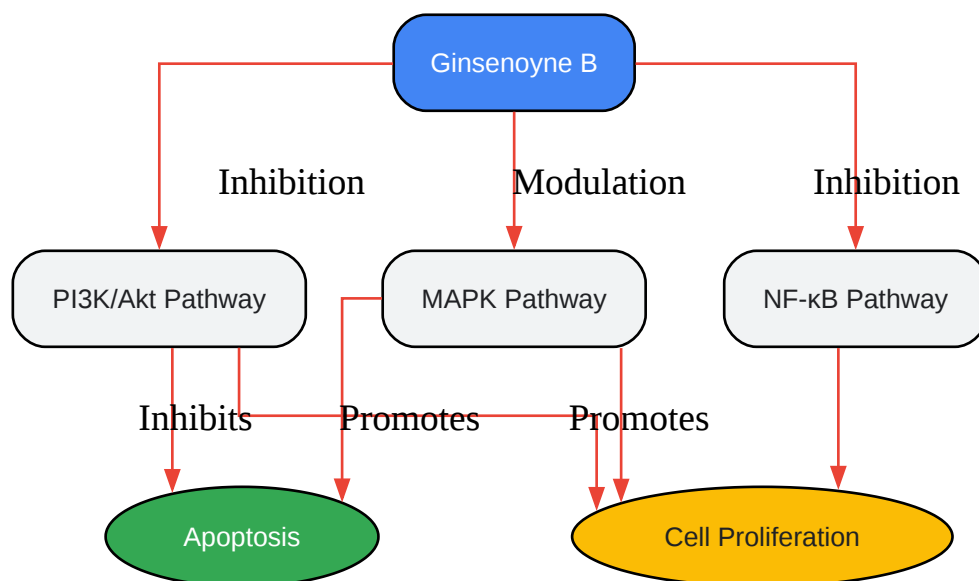 Ginsenoyne B
Inhibition
Modulation
Inhibition
PI3K/Akt Pathway
MAPK Pathway
NF-κB Pathway
Inhibits
Promotes
Promotes
Apoptosis
Cell Proliferation